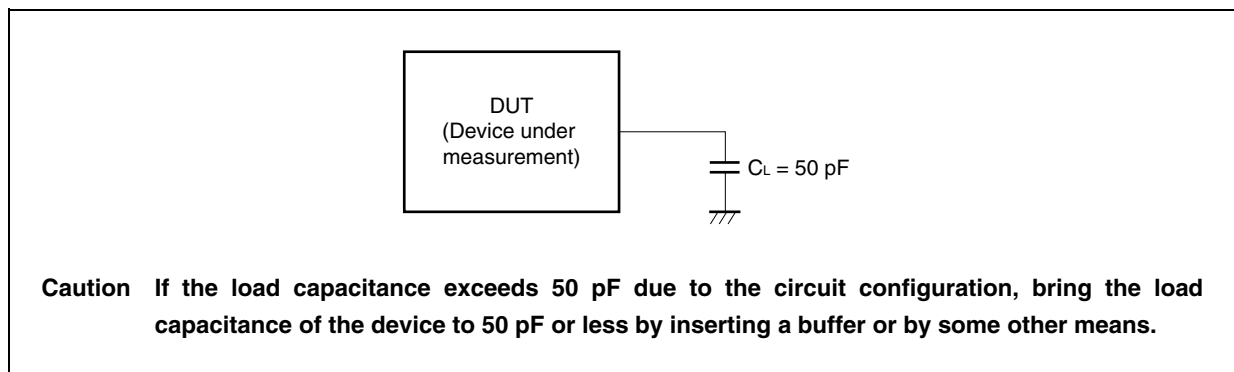 DUT
(Device under
measurement)
CL = 50 pF
Caution If the load capacitance exceeds 50 pF due to the circuit configuration, bring the load
capacitance of the device to 50 pF or less by inserting a buffer or by some other means.